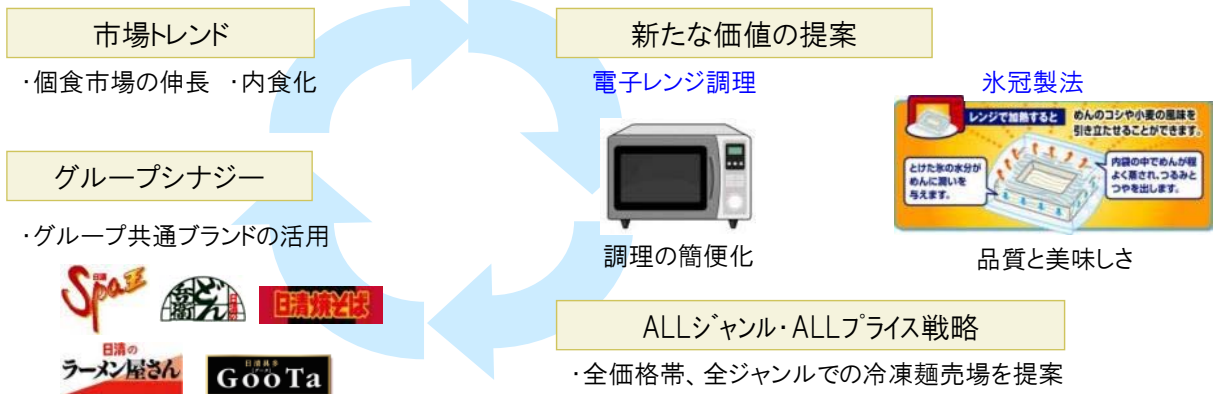 市場トレンド
・個食市場の伸長 ・内食化
グループシナジー
・グループ共通ブランドの活用
日清
Spa王
日清の
どん兵衛
日清焼そば
日清の
ラーメン屋さん
GooTa
新たな価値の提案
電子レンジ調理
調理の簡便化
氷冠製法
レンジで加熱すると
めんのコシや小麦の風味を
引き立たせることができます。
とけた氷の水分が
めんに潤いを
与えます。
内袋の中でめんが程
よく蒸され、つるみと
つやを出します。
品質と美味しさ
ALLジャンル・ALLプライス戦略
・全価格帯、全ジャンルでの冷凍麺売場を提案